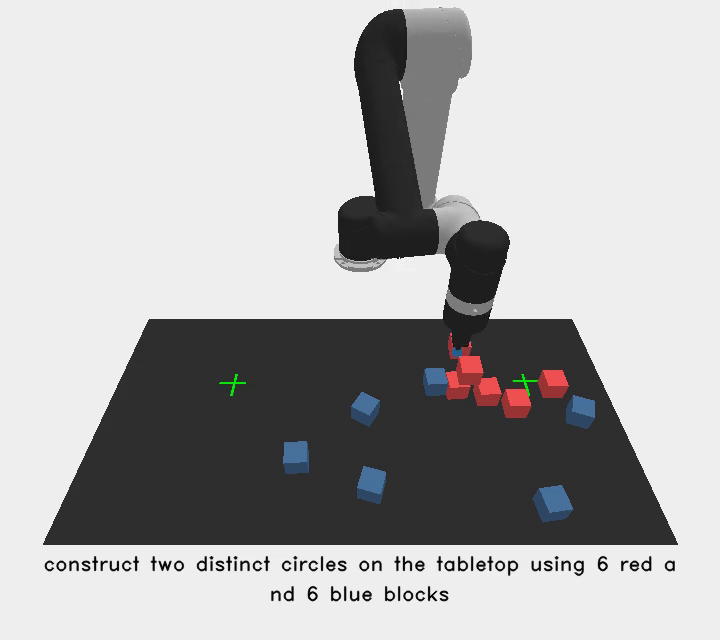 construct two distinct circles on the tabletop using 6 red a
nd 6 blue blocks